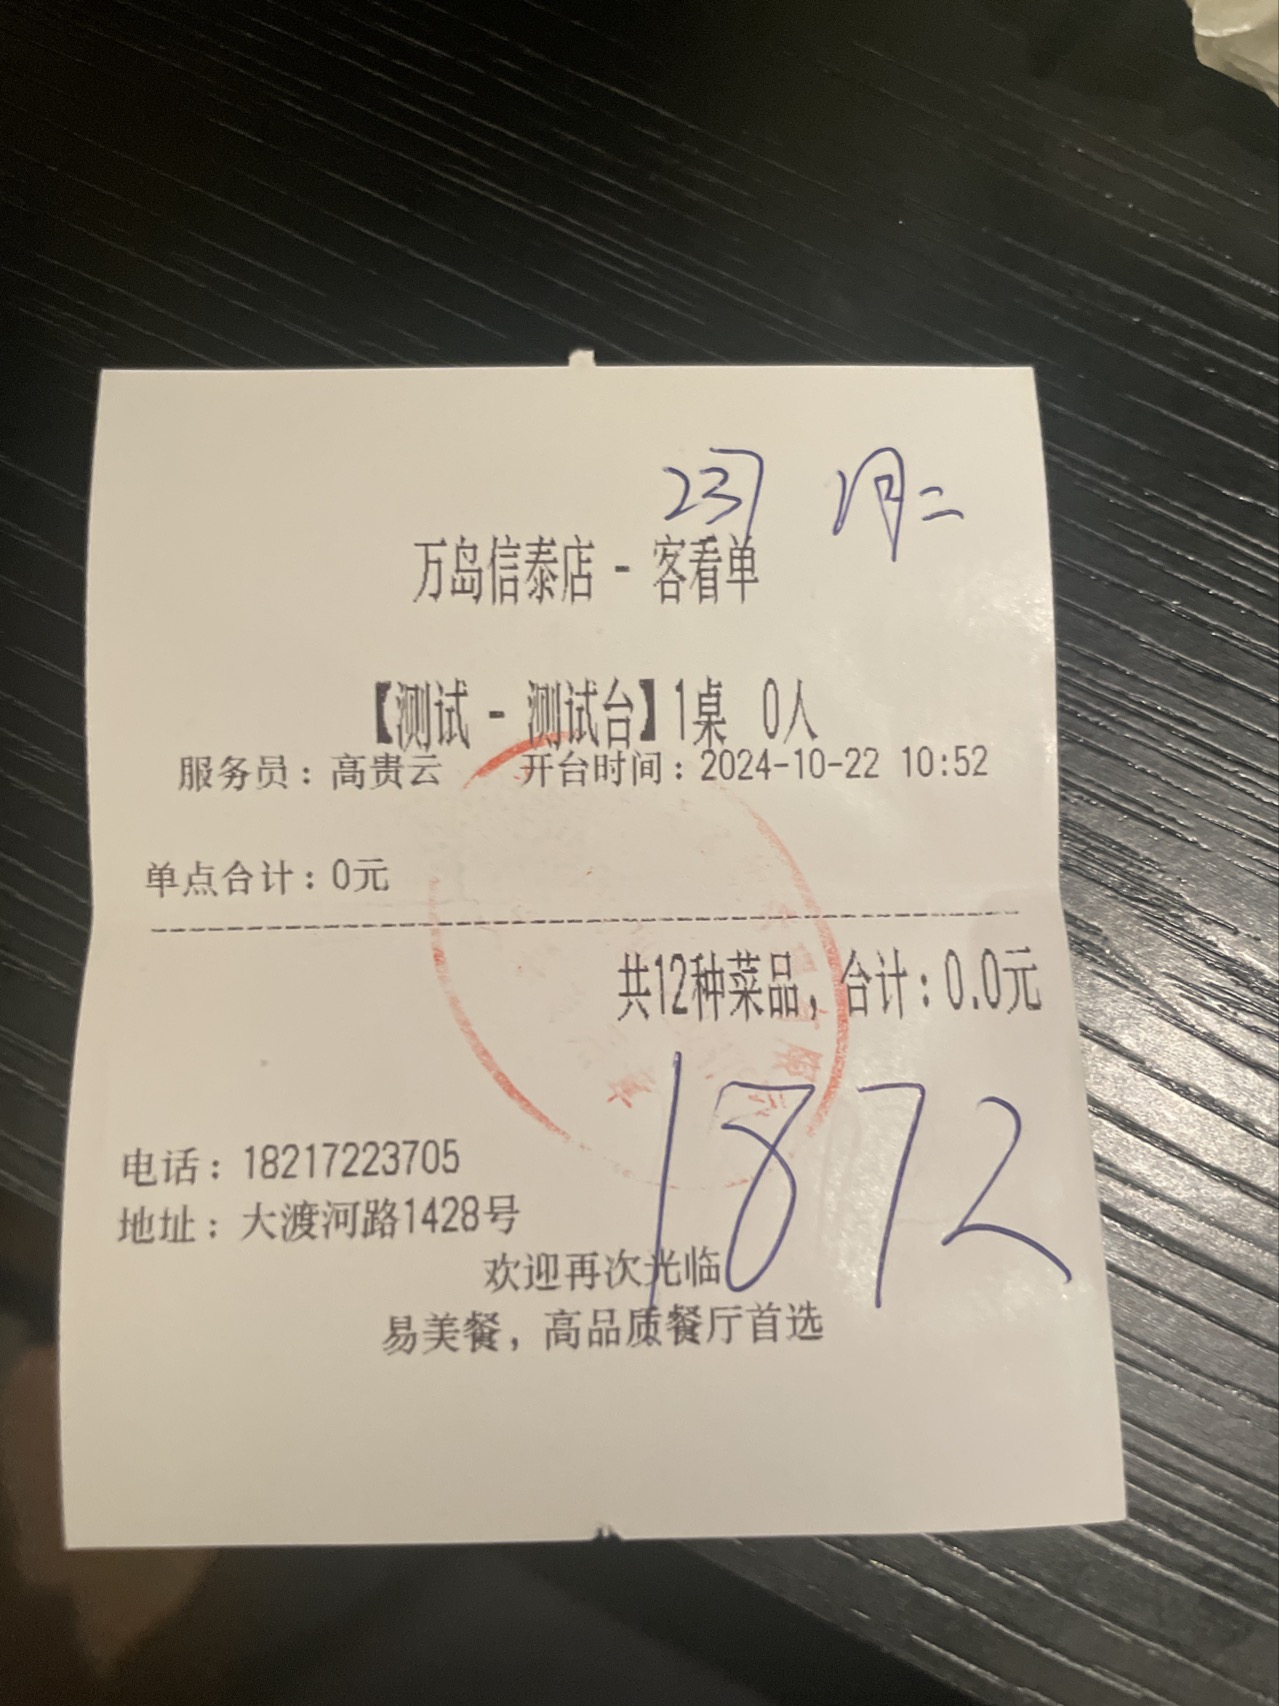 万岛信泰店 - 客看单
【测试 - 测试台】1桌 0人
服务员：高贵云 开台时间：2024-10-22 10:52
单点合计：0元
共12种菜品, 合计：0.0元
1872
电话：18217223705
地址：大渡河路1428号
欢迎再次光临
易美餐, 高品质餐厅首选